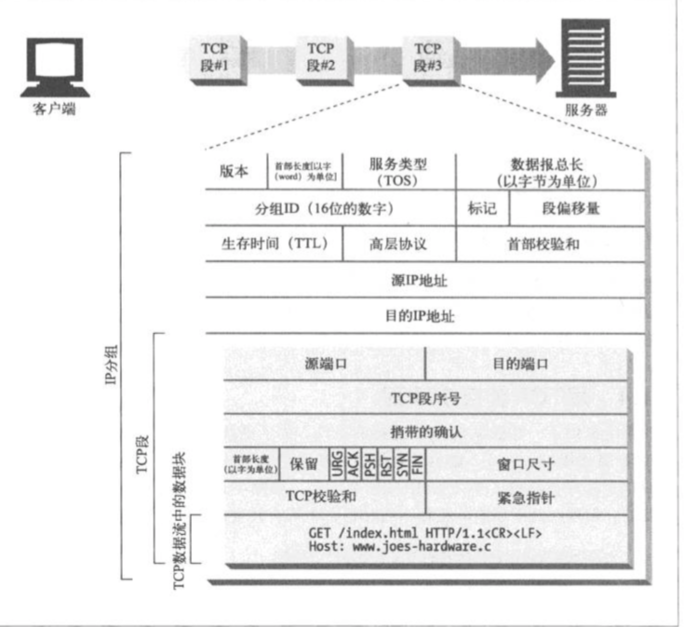 TCP
段#1
TCP
段#2
TCP
段#3
客户端
服务器
版本
首部长度[以字
(word) 为单位]
服务类型
(TOS)
数据报总长
(以字节为单位)
分组ID (16位的数字)
标记
段偏移量
生存时间 (TTL)
高层协议
首部校验和
源IP地址
目的IP地址
IP分组
TCP段
TCP数据流中的数据块
源端口
目的端口
TCP段序号
捎带的确认
首部长度
(以字为单位)
保留
URG
ACK
PSH
RST
SYN
FIN
窗口尺寸
TCP校验和
紧急指针
GET /index.html HTTP/1.1<CR><LF>
Host: www.joes-hardware.c